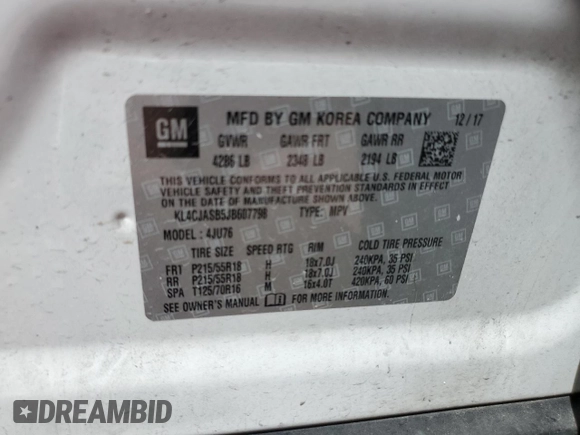 GM
MFD BY GM KOREA COMPANY 12/17
GVWR GAWR FRT GAWR RR
4286 LB 2348 LB 2194 LB
THIS VEHICLE CONFORMS TO ALL APPLICABLE U.S. FEDERAL MOTOR
VEHICLE SAFETY, BUMPER, AND THEFT PREVENTION STANDARDS IN EFFECT
ON THE DATE OF MANUFACTURE SHOWN ABOVE.
KL4CJASB5JB607798 TYPE: MPV
MODEL : 4JU76
TIRE SIZE SPEED RTG RIM COLD TIRE PRESSURE
FRT P215/55R18 H 18x7.0J 240KPA, 35 PSI
RR P215/55R18 H 18x7.0J 240KPA, 35 PSI
SPA T125/70R16 M 16x4.0T 420KPA, 60 PSI
SEE OWNER'S MANUAL FOR MORE INFORMATION.
DREAMBID